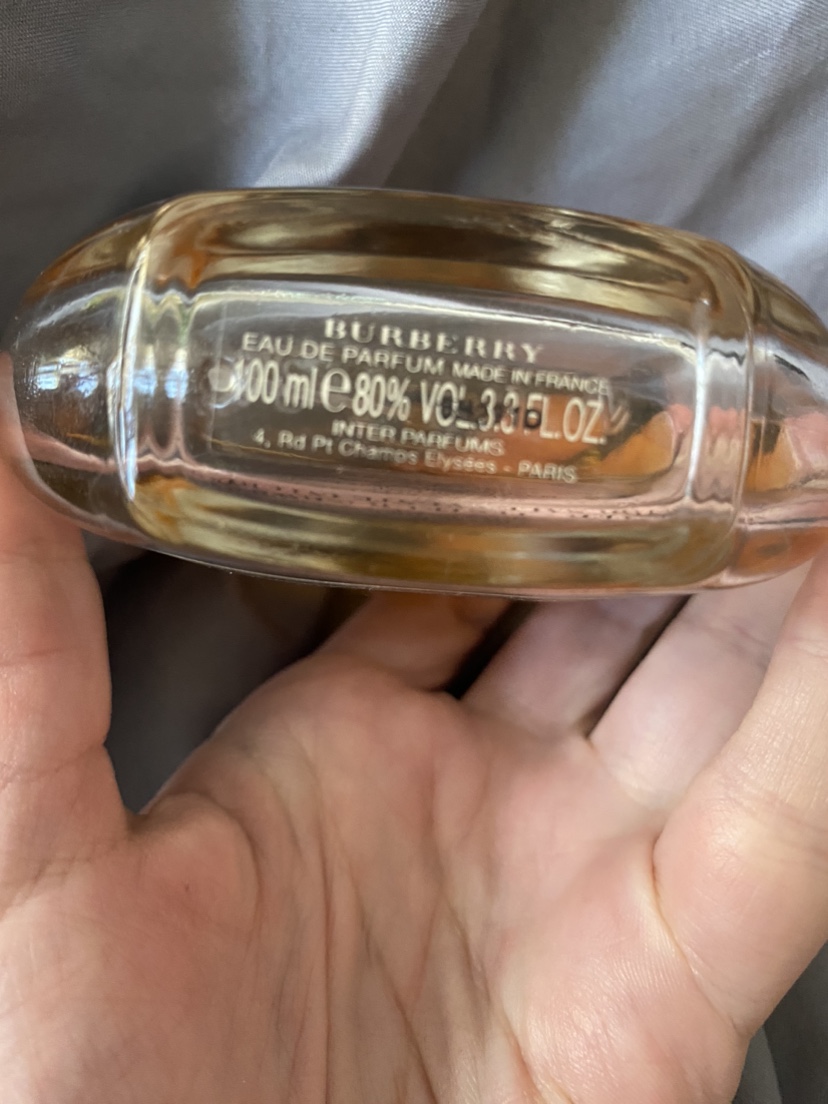 BURBERRY
EAU DE PARFUM MADE IN FRANCE
100 ml e 80% VOL.3.3 FL.OZ.
INTER PARFUMS
4, Rd Pt Champs Elysées - PARIS